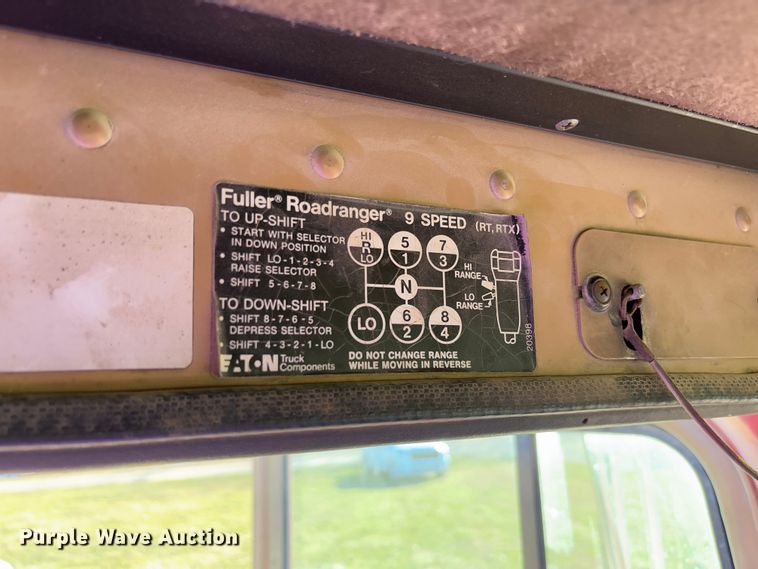 Fuller® Roadranger® 9 SPEED (RT, RTX)
TO UP-SHIFT
• START WITH SELECTOR
IN DOWN POSITION
• SHIFT LO-1-2-3-4
RAISE SELECTOR
• SHIFT 5-6-7-8
TO DOWN-SHIFT
SHIFT 8-7-6-5
DEPRESS SELECTOR
SHIFT 4-3-2-1-LO
EATON Truck
Components
HI
R
LO
5
1
7
3
N
LO
6
2
8
4
HI
RANGE
LO
RANGE
DO NOT CHANGE RANGE
WHILE MOVING IN REVERSE
20398
Purple Wave Auction